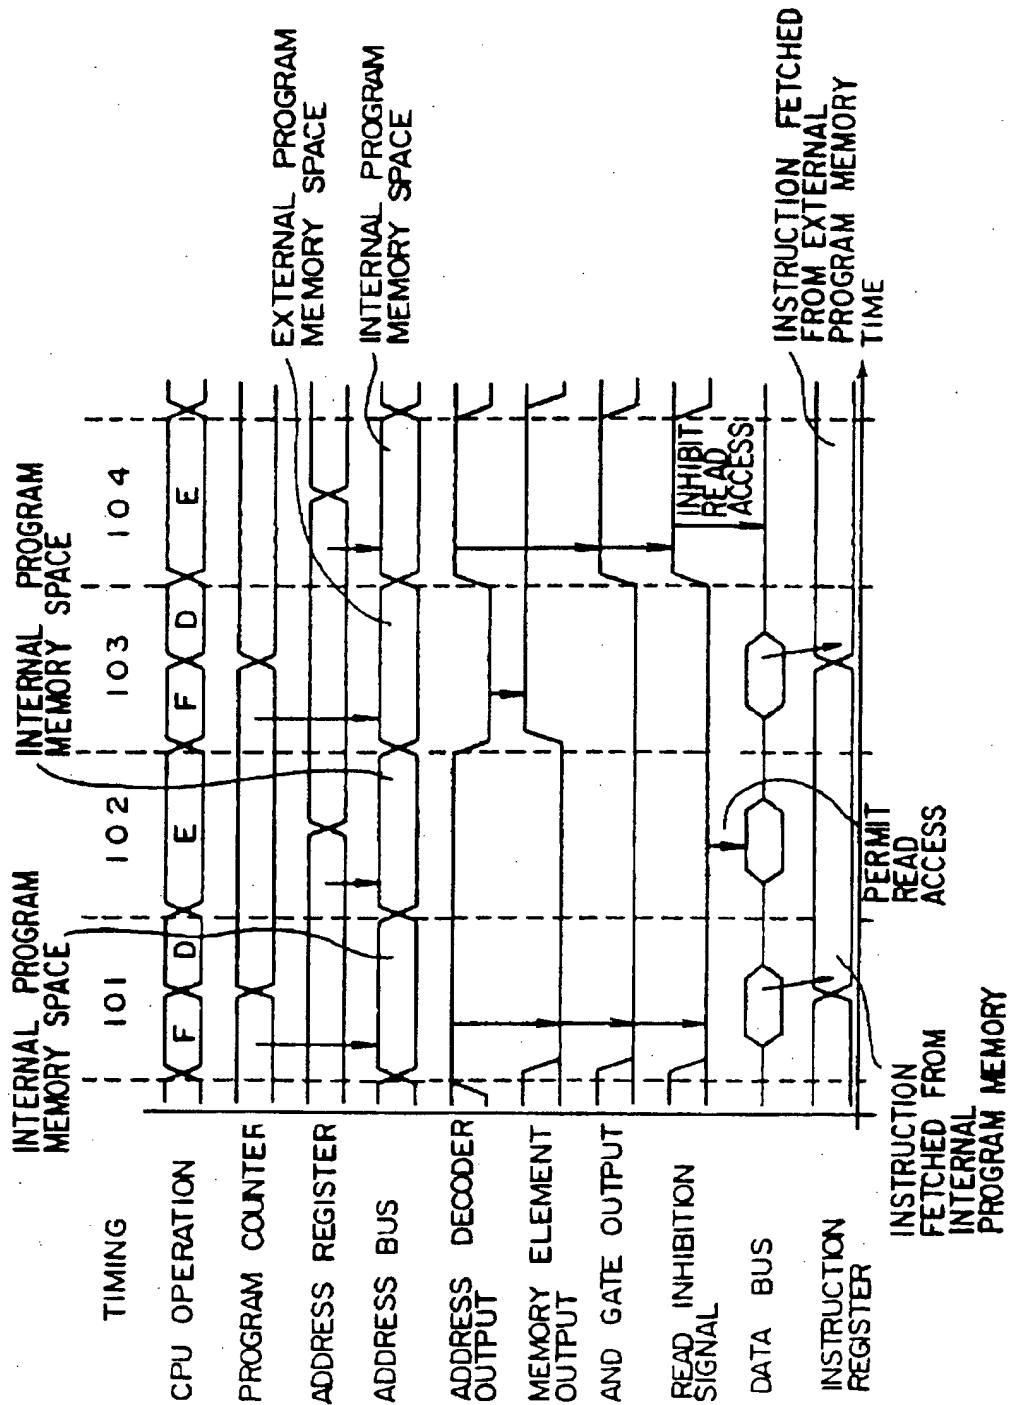 INTERNAL PROGRAM
MEMORY SPACE
INTERNAL PROGRAM
MEMORY SPACE
TIMING
101
102
103
104
CPU OPERATION
F
D
E
F
D
E
PROGRAM COUNTER
ADDRESS REGISTER
EXTERNAL PROGRAM
MEMORY SPACE
ADDRESS BUS
INTERNAL PROGRAM
MEMORY SPACE
ADDRESS DECODER
OUTPUT
MEMORY ELEMENT
OUTPUT
AND GATE OUTPUT
READ INHIBITION
SIGNAL
INHIBIT
READ
ACCESS
DATA BUS
INSTRUCTION
REGISTER
INSTRUCTION FETCHED
FROM EXTERNAL
PROGRAM MEMORY
TIME
PERMIT
READ
ACCESS
INSTRUCTION
FETCHED FROM
INTERNAL
PROGRAM MEMORY